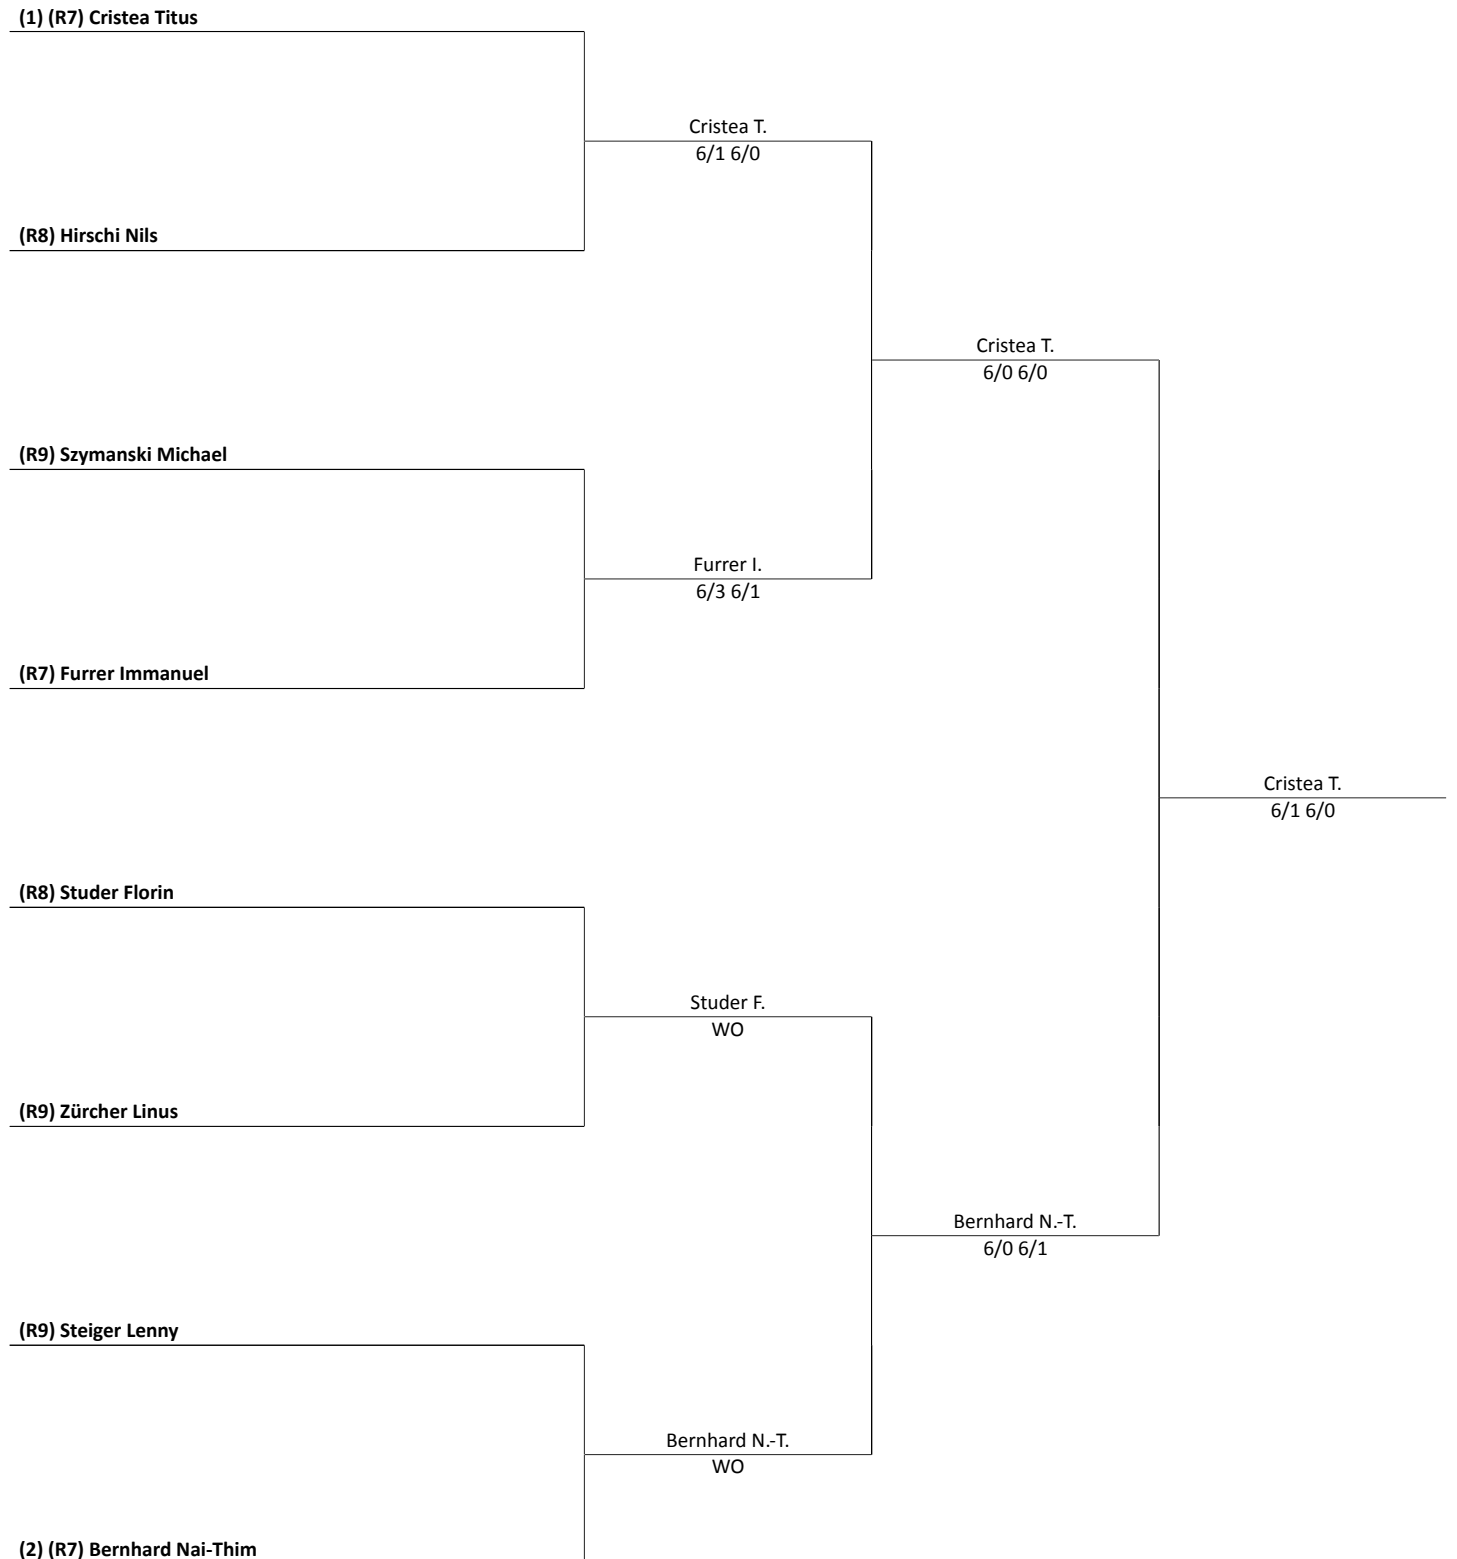 (1) (R7) Cristea Titus
Cristea T.
6/1 6/0
(R8) Hirschi Nils
Cristea T.
6/0 6/0
(R9) Szymanski Michael
Furrer I.
6/3 6/1
(R7) Furrer Immanuel
Cristea T.
6/1 6/0
(R8) Studer Florin
Studer F.
WO
(R9) Zürcher Linus
Bernhard N.-T.
6/0 6/1
(R9) Steiger Lenny
Bernhard N.-T.
WO
(2) (R7) Bernhard Nai-Thim